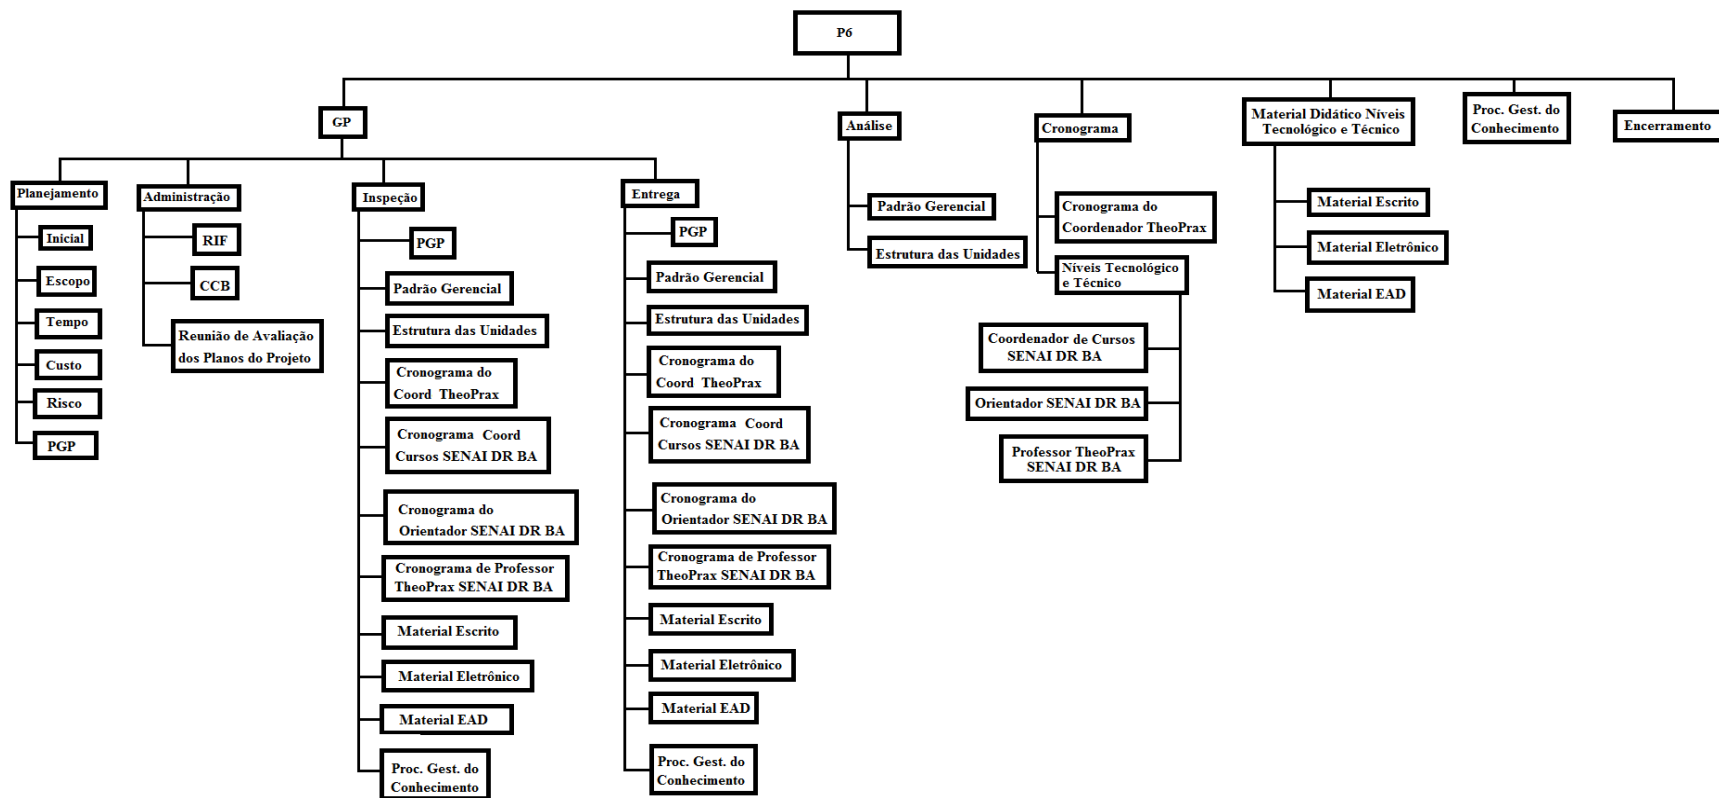 P6
GP
Análise
Cronograma
Material Didático Níveis
Tecnológico e Técnico
Proc. Gest. do
Conhecimento
Encerramento
Planejamento
Inicial
Escopo
Tempo
Custo
Risco
PGP
Administração
RIF
CCB
Reunião de Avaliação
dos Planos do Projeto
Inspeção
PGP
Padrão Gerencial
Estrutura das Unidades
Cronograma do
Coord TheoPrax
Cronograma Coord
Cursos SENAI DR BA
Cronograma do
Orientador SENAI DR BA
Cronograma de Professor
TheoPrax SENAI DR BA
Material Escrito
Material Eletrônico
Material EAD
Proc. Gest. do
Conhecimento
Entrega
PGP
Padrão Gerencial
Estrutura das Unidades
Cronograma do
Coord TheoPrax
Cronograma Coord
Cursos SENAI DR BA
Cronograma do
Orientador SENAI DR BA
Cronograma de Professor
TheoPrax SENAI DR BA
Material Escrito
Material Eletrônico
Material EAD
Proc. Gest. do
Conhecimento
Padrão Gerencial
Estrutura das Unidades
Cronograma do
Coordenador TheoPrax
Níveis Tecnológico
e Técnico
Coordenador de Cursos
SENAI DR BA
Orientador SENAI DR BA
Professor TheoPrax
SENAI DR BA
Material Escrito
Material Eletrônico
Material EAD